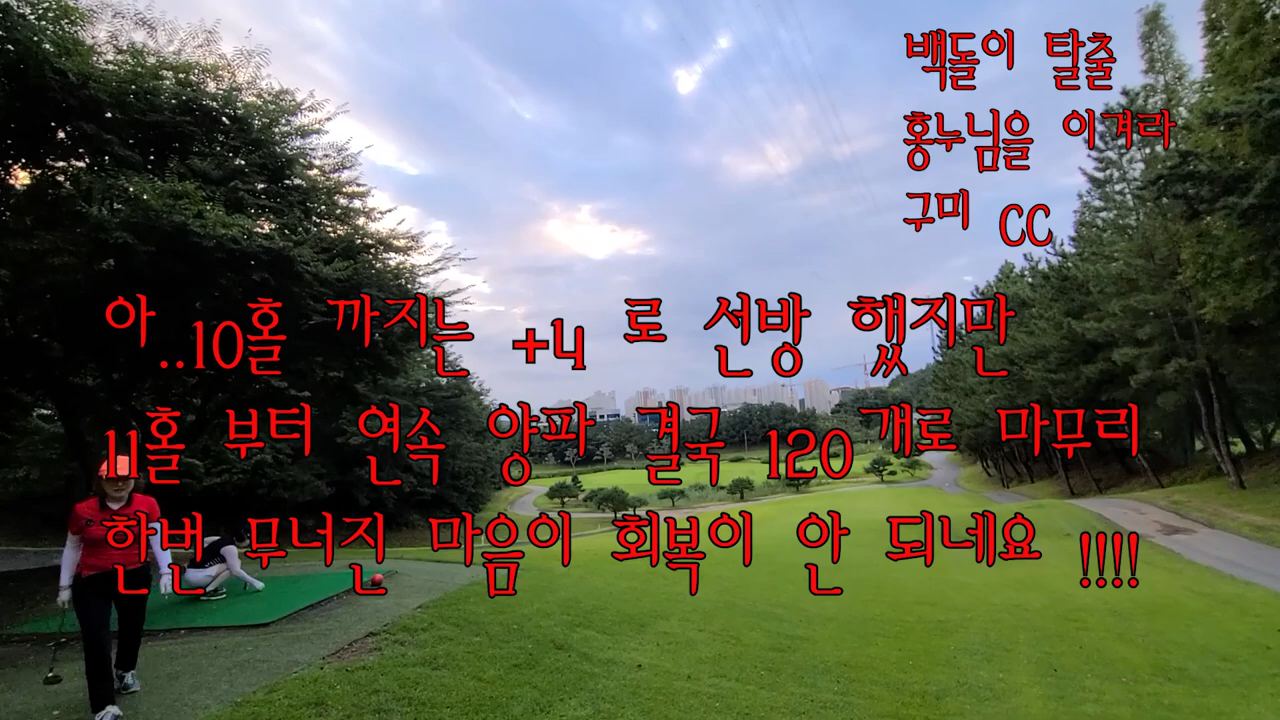 백돌이 탈출
홍누님을 이겨라
구미 CC
아..10홀 까지는 +4 로 선방 했지만
11홀 부터 연속 양파 결국 120 개로 마무리
한번 무너진 마음이 회복이 안 되네요 !!!!